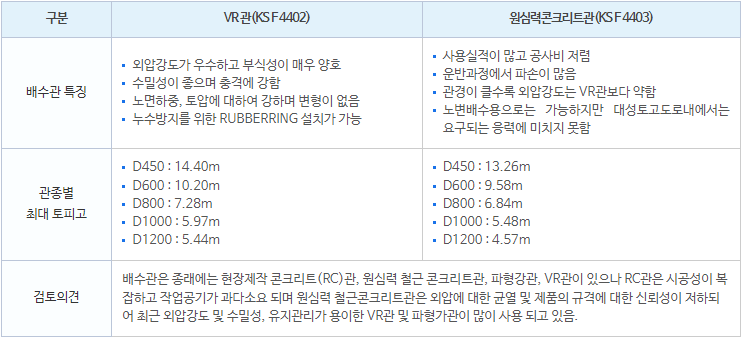 구분 VR관(KS F 4402) 원심력콘크리트관(KS F 4403)
배수관 특징
외압강도가 우수하고 부식성이 매우 양호
수밀성이 좋으며 충격에 강함
노면하중, 토압에 대하여 강하며 변형이 없음
누수방지를 위한 RUBBERRING 설치가 가능
사용실적이 많고 공사비 저렴
운반과정에서 파손이 많음
관경이 클수록 외압강도는 VR관보다 약함
노변배수용으로는 가능하지만 대성토고도로내에서는
요구되는 응력에 미치지 못함
관종별
최대 토피고
D450 : 14.40m
D600 : 10.20m
D800 : 7.28m
D1000 : 5.97m
D1200 : 5.44m
D450 : 13.26m
D600 : 9.58m
D800 : 6.84m
D1000 : 5.48m
D1200 : 4.57m
검토의견
배수관은 종래에는 현장제작 콘크리트(RC)관, 원심력 철근 콘크리트관, 파형강관, VR관이 있으나 RC관은 시공성이 복
잡하고 작업공기가 과다소요 되며 원심력 철근콘크리트관은 외압에 대한 균열 및 제품의 규격에 대한 신뢰성이 저하되
어 최근 외압강도 및 수밀성, 유지관리가 용이한 VR관 및 파형가관이 많이 사용 되고 있음.